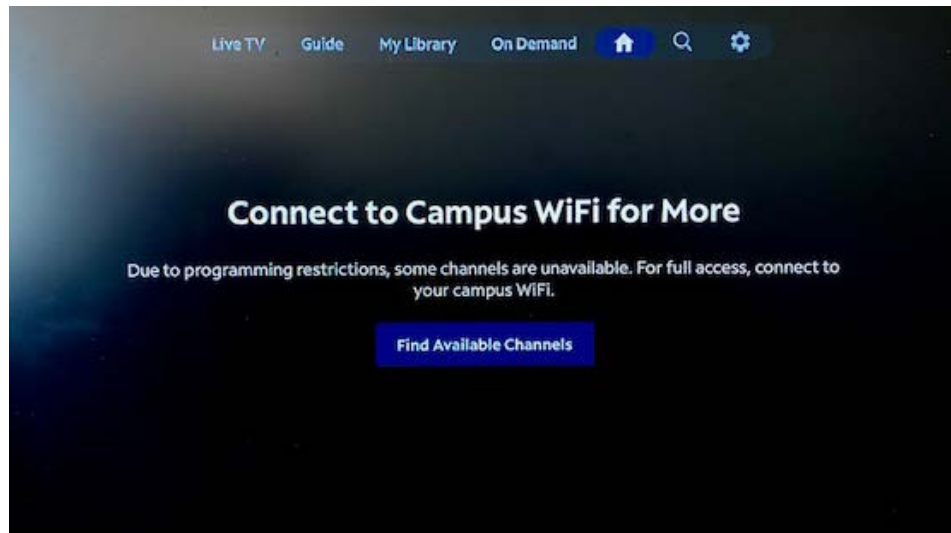 Live TV Guide My Library On Demand
Connect to Campus WiFi for More
Due to programming restrictions, some channels are unavailable. For full access, connect to
your campus WiFi.
Find Available Channels